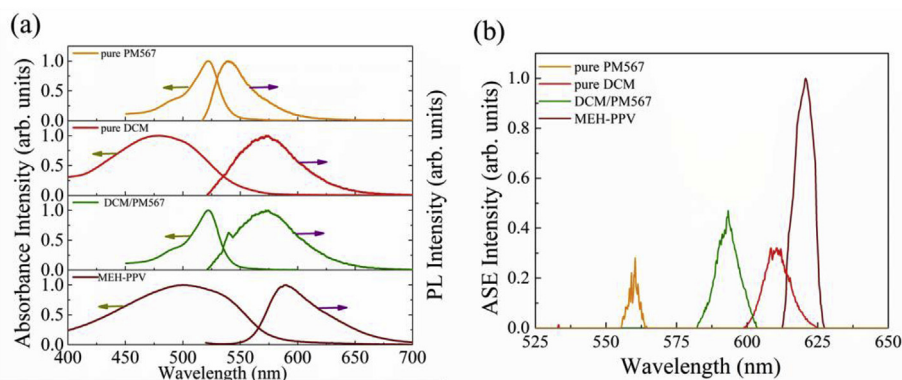 (a)
pure PM567
1.0
0.5
0.0
pure DCM
1.0
0.5
0.0
DCM/PM567
1.0
0.5
0.0
MEH-PPV
1.0
0.5
0.0
400 450 500 550 600 650 700
Wavelength (nm)
Absorbance Intensity (arb. units)
PL Intensity (arb. units)
(b)
pure PM567
pure DCM
DCM/PM567
MEH-PPV
1.0
0.8
0.6
0.4
0.2
0.0
525 560 595 600 625 650
Wavelength (nm)
ASE Intensity (arb. units)